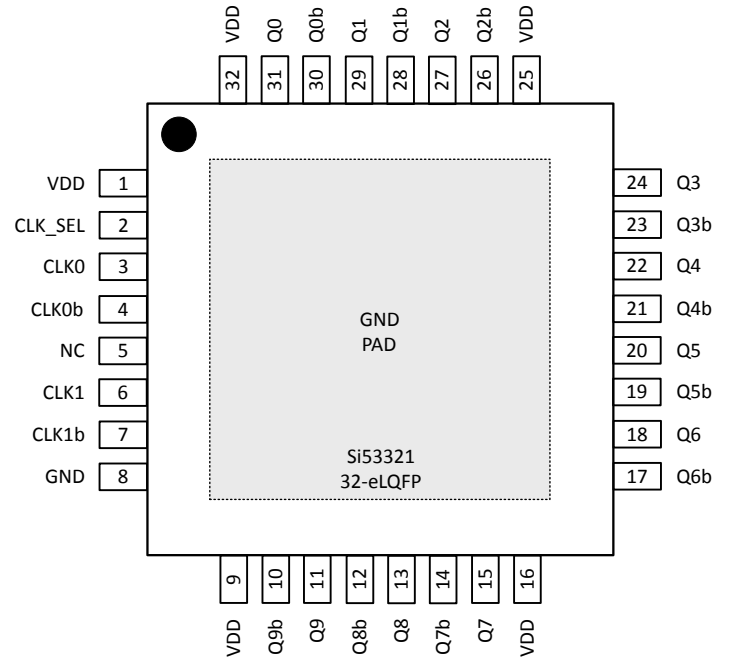 VDD Q0 Q0b Q1 Q1b Q2 Q2b VDD
32 31 30 29 28 27 26 25
VDD 1
CLK_SEL 2
CLK0 3
CLK0b 4
NC 5
CLK1 6
CLK1b 7
GND 8
GND
PAD
Si53321
32-eLQFP
24 Q3
23 Q3b
22 Q4
21 Q4b
20 Q5
19 Q5b
18 Q6
17 Q6b
9 10 11 12 13 14 15 16
VDD Q9b Q9 Q8b Q8 Q7b Q7 VDD